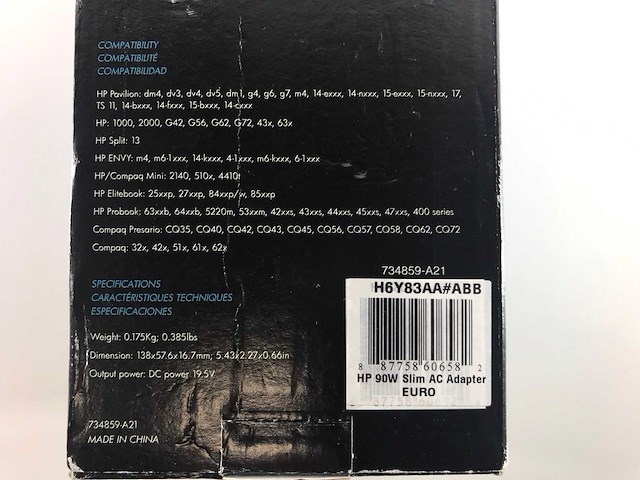 COMPATIBILITY
COMPATIBILITÉ
COMPATIBILIDAD
HP Pavilion: dm4, dv3, dv4, dv5, dm1, g4, g6, g7, m4, 14-exxx, 14-nxxx, 15-exxx, 15-nxxx, 17,
TS 11, 14-bxxx, 14-fxxx, 15-bxxx, 14-cxxx
HP: 1000, 2000, G42, G56, G62, G72, 43x, 63x
HP Split: 13
HP ENVY: m4, m6-1xxx, 14-kxxx, 4-1xxx, m6-kxxx, 6-1xxx
HP/Compaq Mini: 2140, 510x, 4410t
HP Elitebook: 25xxp, 27xxp, 84xxp/w, 85xxp
HP Probook: 63xxb, 64xxb, 5220m, 53xxm, 42xxs, 43xxs, 44xxs, 45xxs, 47xxs, 400 series
Compaq Presario: CQ35, CQ40, CQ42, CQ43, CQ45, CQ56, CQ57, CQ58, CQ62, CQ72
Compaq: 32x, 42x, 51x, 61x, 62x
SPECIFICATIONS
CARACTÉRISTIQUES TECHNIQUES
ESPECIFICACIONES
Weight: 0.175Kg; 0.385lbs
Dimension: 138x57.6x16.7mm; 5.43x2.27x0.66in
Output power: DC power 19.5V
734859-A21
MADE IN CHINA
734859-A21
H6Y83AA#ABB
8 87758 60658 2
HP 90W Slim AC Adapter
EURO